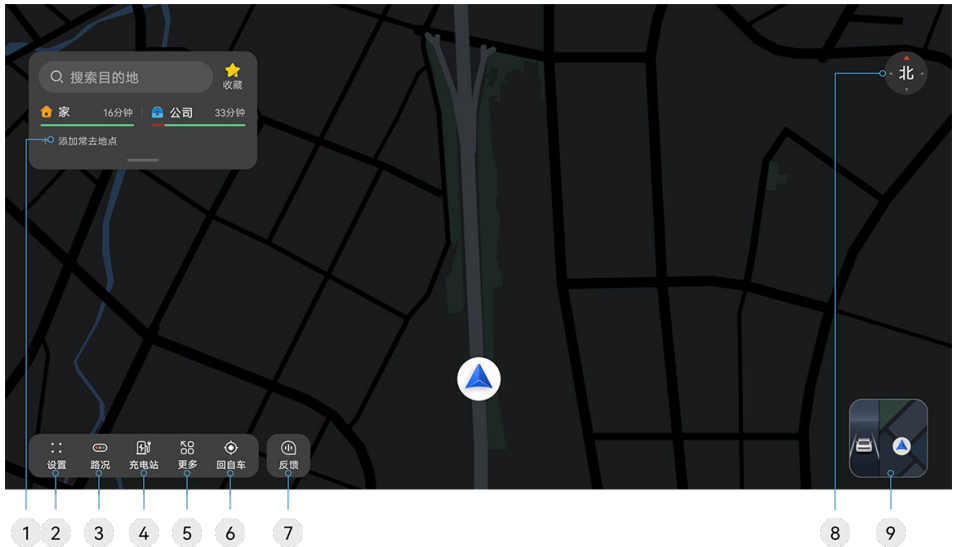 搜索目的地
收藏
家 16分钟 公司 33分钟
添加常去地点
北
设置 路况 充电站 更多 回自车 反馈
1 2 3 4 5 6 7 8 9